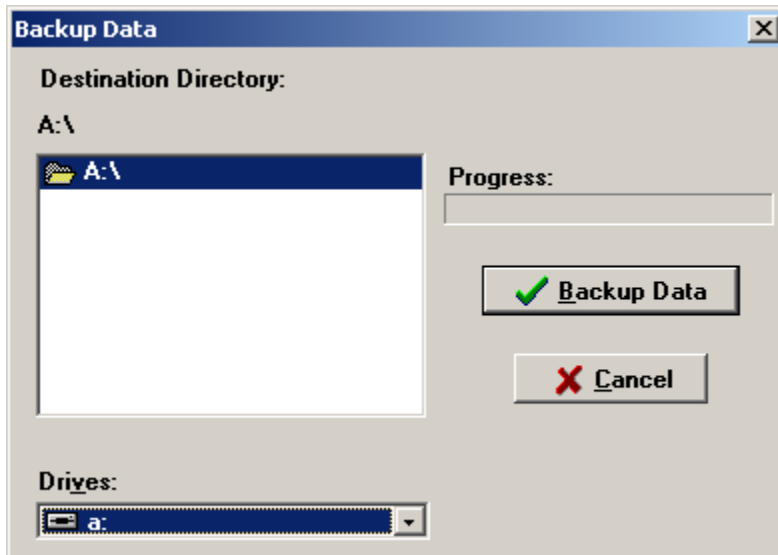 Backup Data
Destination Directory:
A:\
A:\
Progress:
Backup Data
Cancel
Drives:
a: